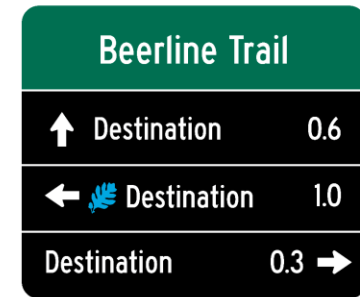 Beerline Trail
Destination 0.6
Destination 1.0
Destination 0.3